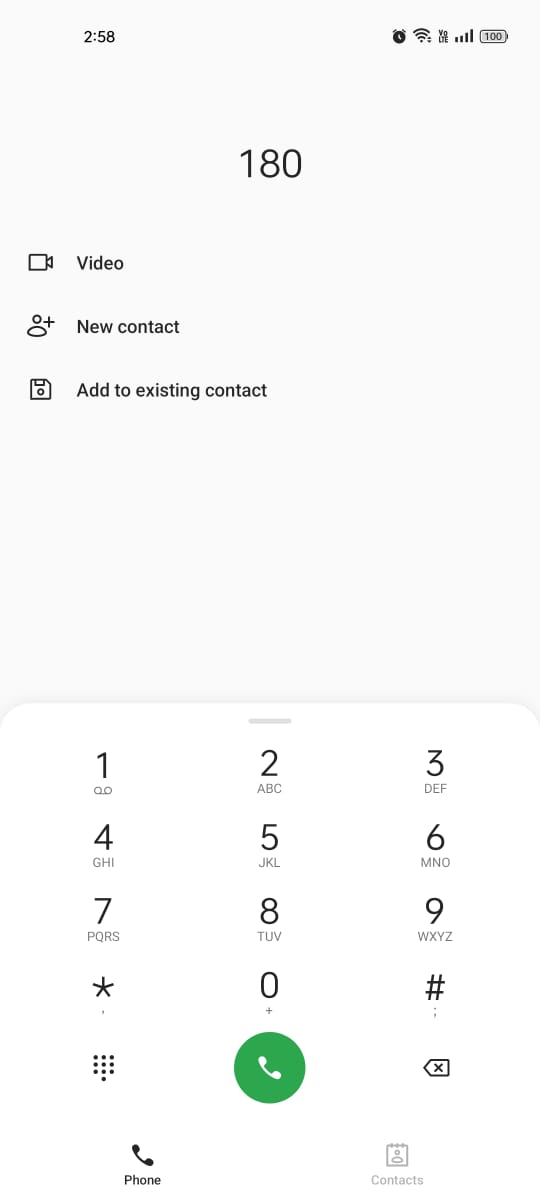 2:58
VO
LTE
100
180
Video
New contact
Add to existing contact
1
2
ABC
3
DEF
4
GHI
5
JKL
6
MNO
7
PQRS
8
TUV
9
WXYZ
*
,
0
+
#
;
Phone
Contacts